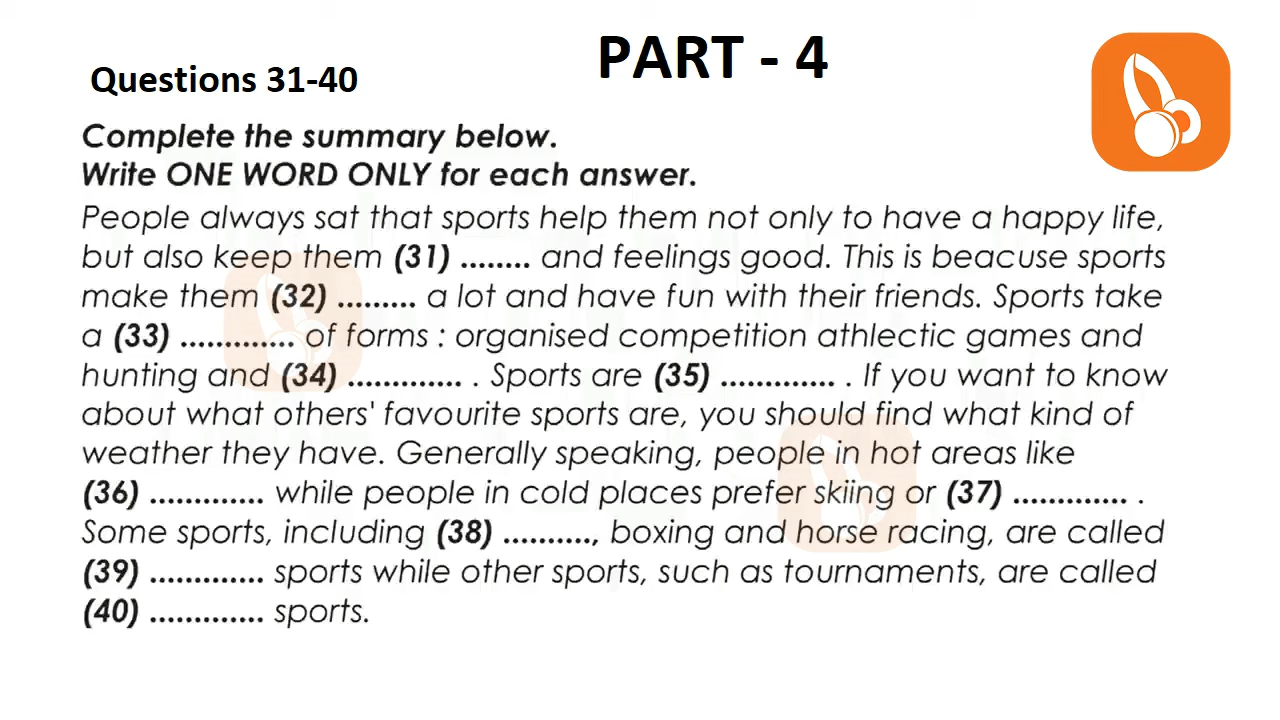 PART - 4
Questions 31-40
Complete the summary below.
Write ONE WORD ONLY for each answer.
People always sat that sports help them not only to have a happy life,
but also keep them (31) ........ and feelings good. This is beacuse sports
make them (32) ......... a lot and have fun with their friends. Sports take
a (33) ............. of forms : organised competition athlectic games and
hunting and (34) ............. . Sports are (35) ............. . If you want to know
about what others' favourite sports are, you should find what kind of
weather they have. Generally speaking, people in hot areas like
(36) ............. while people in cold places prefer skiing or (37) ............. .
Some sports, including (38) .........., boxing and horse racing, are called
(39) ............. sports while other sports, such as tournaments, are called
(40) ............. sports.